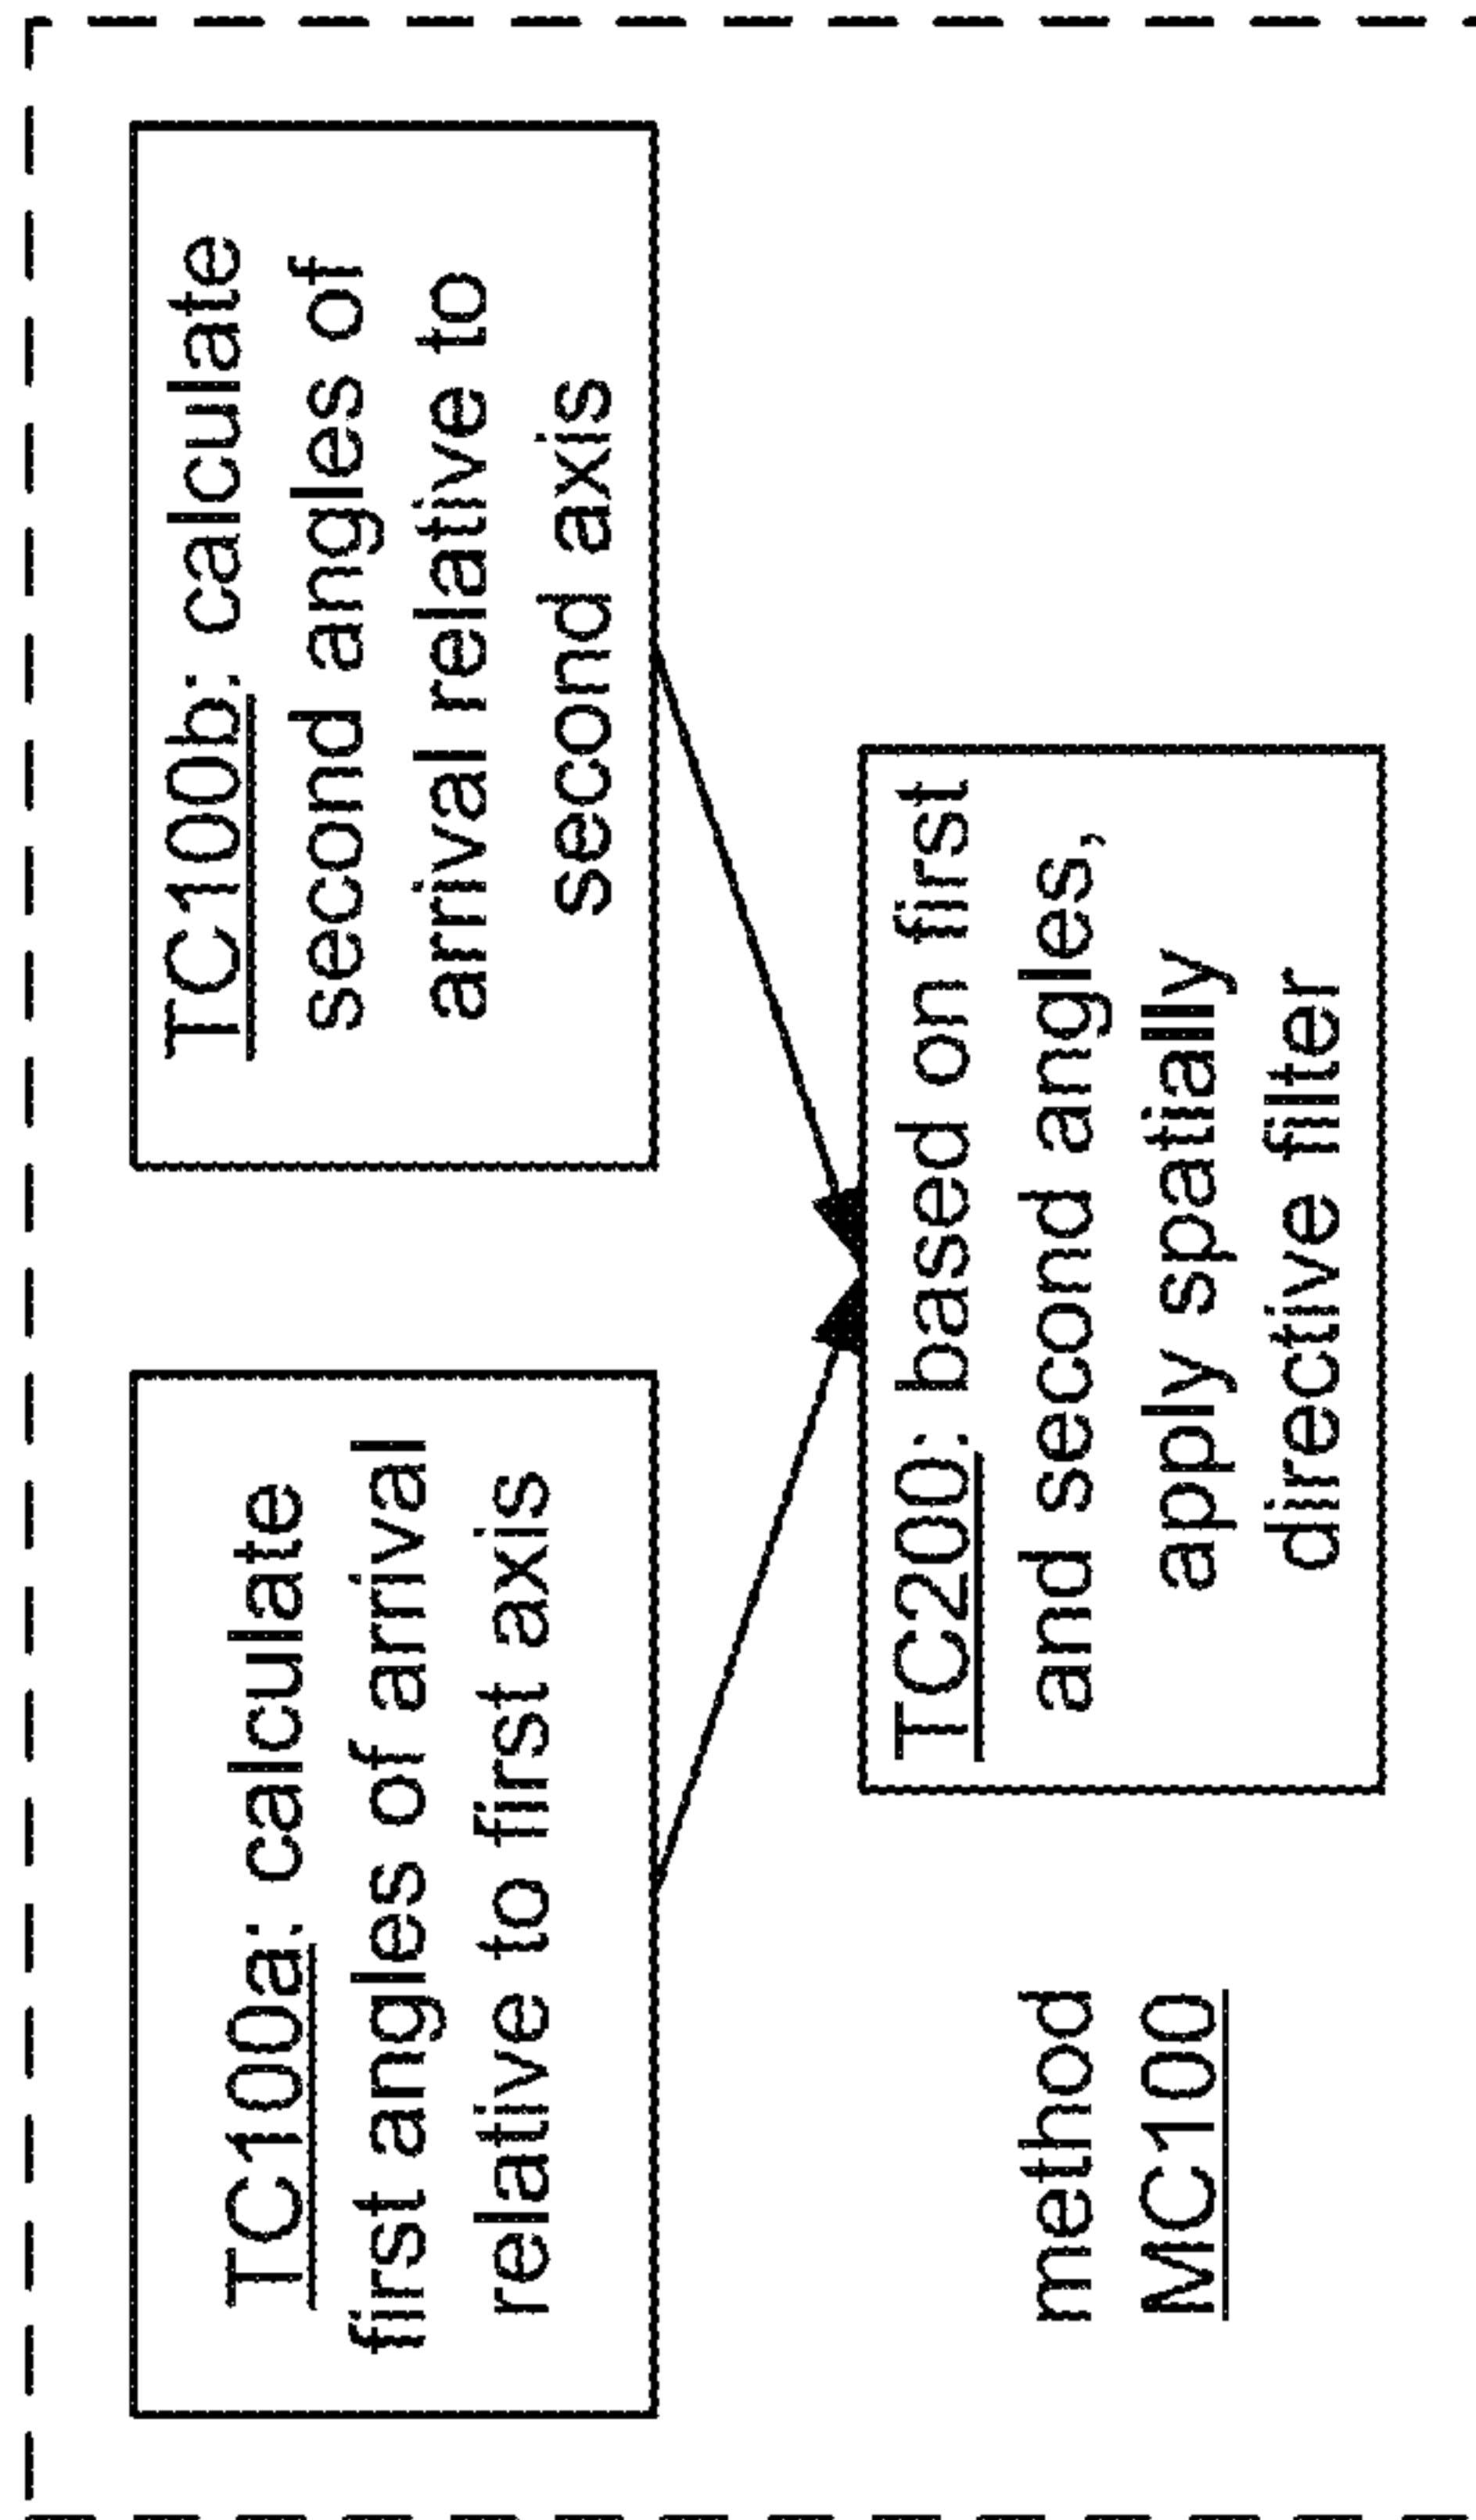 TC100a: calculate
first angles of arrival
relative to first axis
TC100b: calculate
second angles of
arrival relative to
second axis
TC200: based on first
and second angles,
apply spatially
directive filter
method
MC100